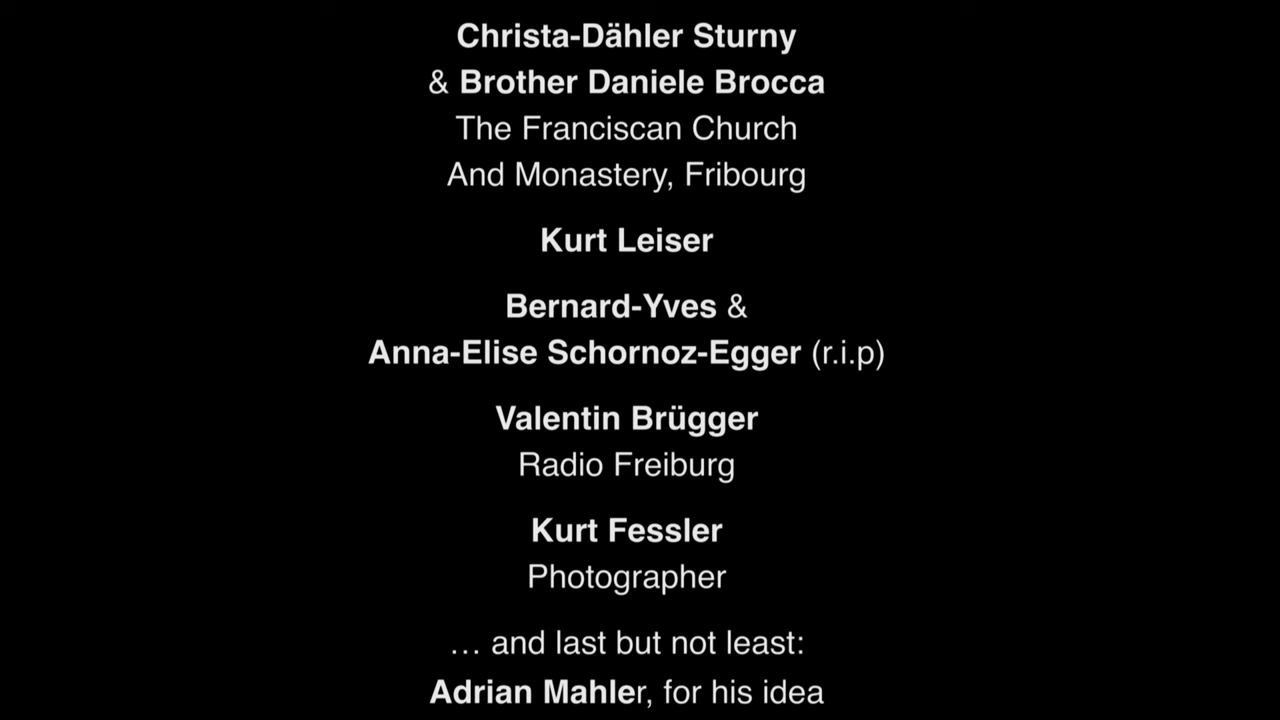 Christa-Dähler Sturny
& Brother Daniele Brocca
The Franciscan Church
And Monastery, Fribourg
Kurt Leiser
Bernard-Yves &
Anna-Elise Schornoz-Egger (r.i.p)
Valentin Brügger
Radio Freiburg
Kurt Fessler
Photographer
… and last but not least:
Adrian Mahler, for his idea